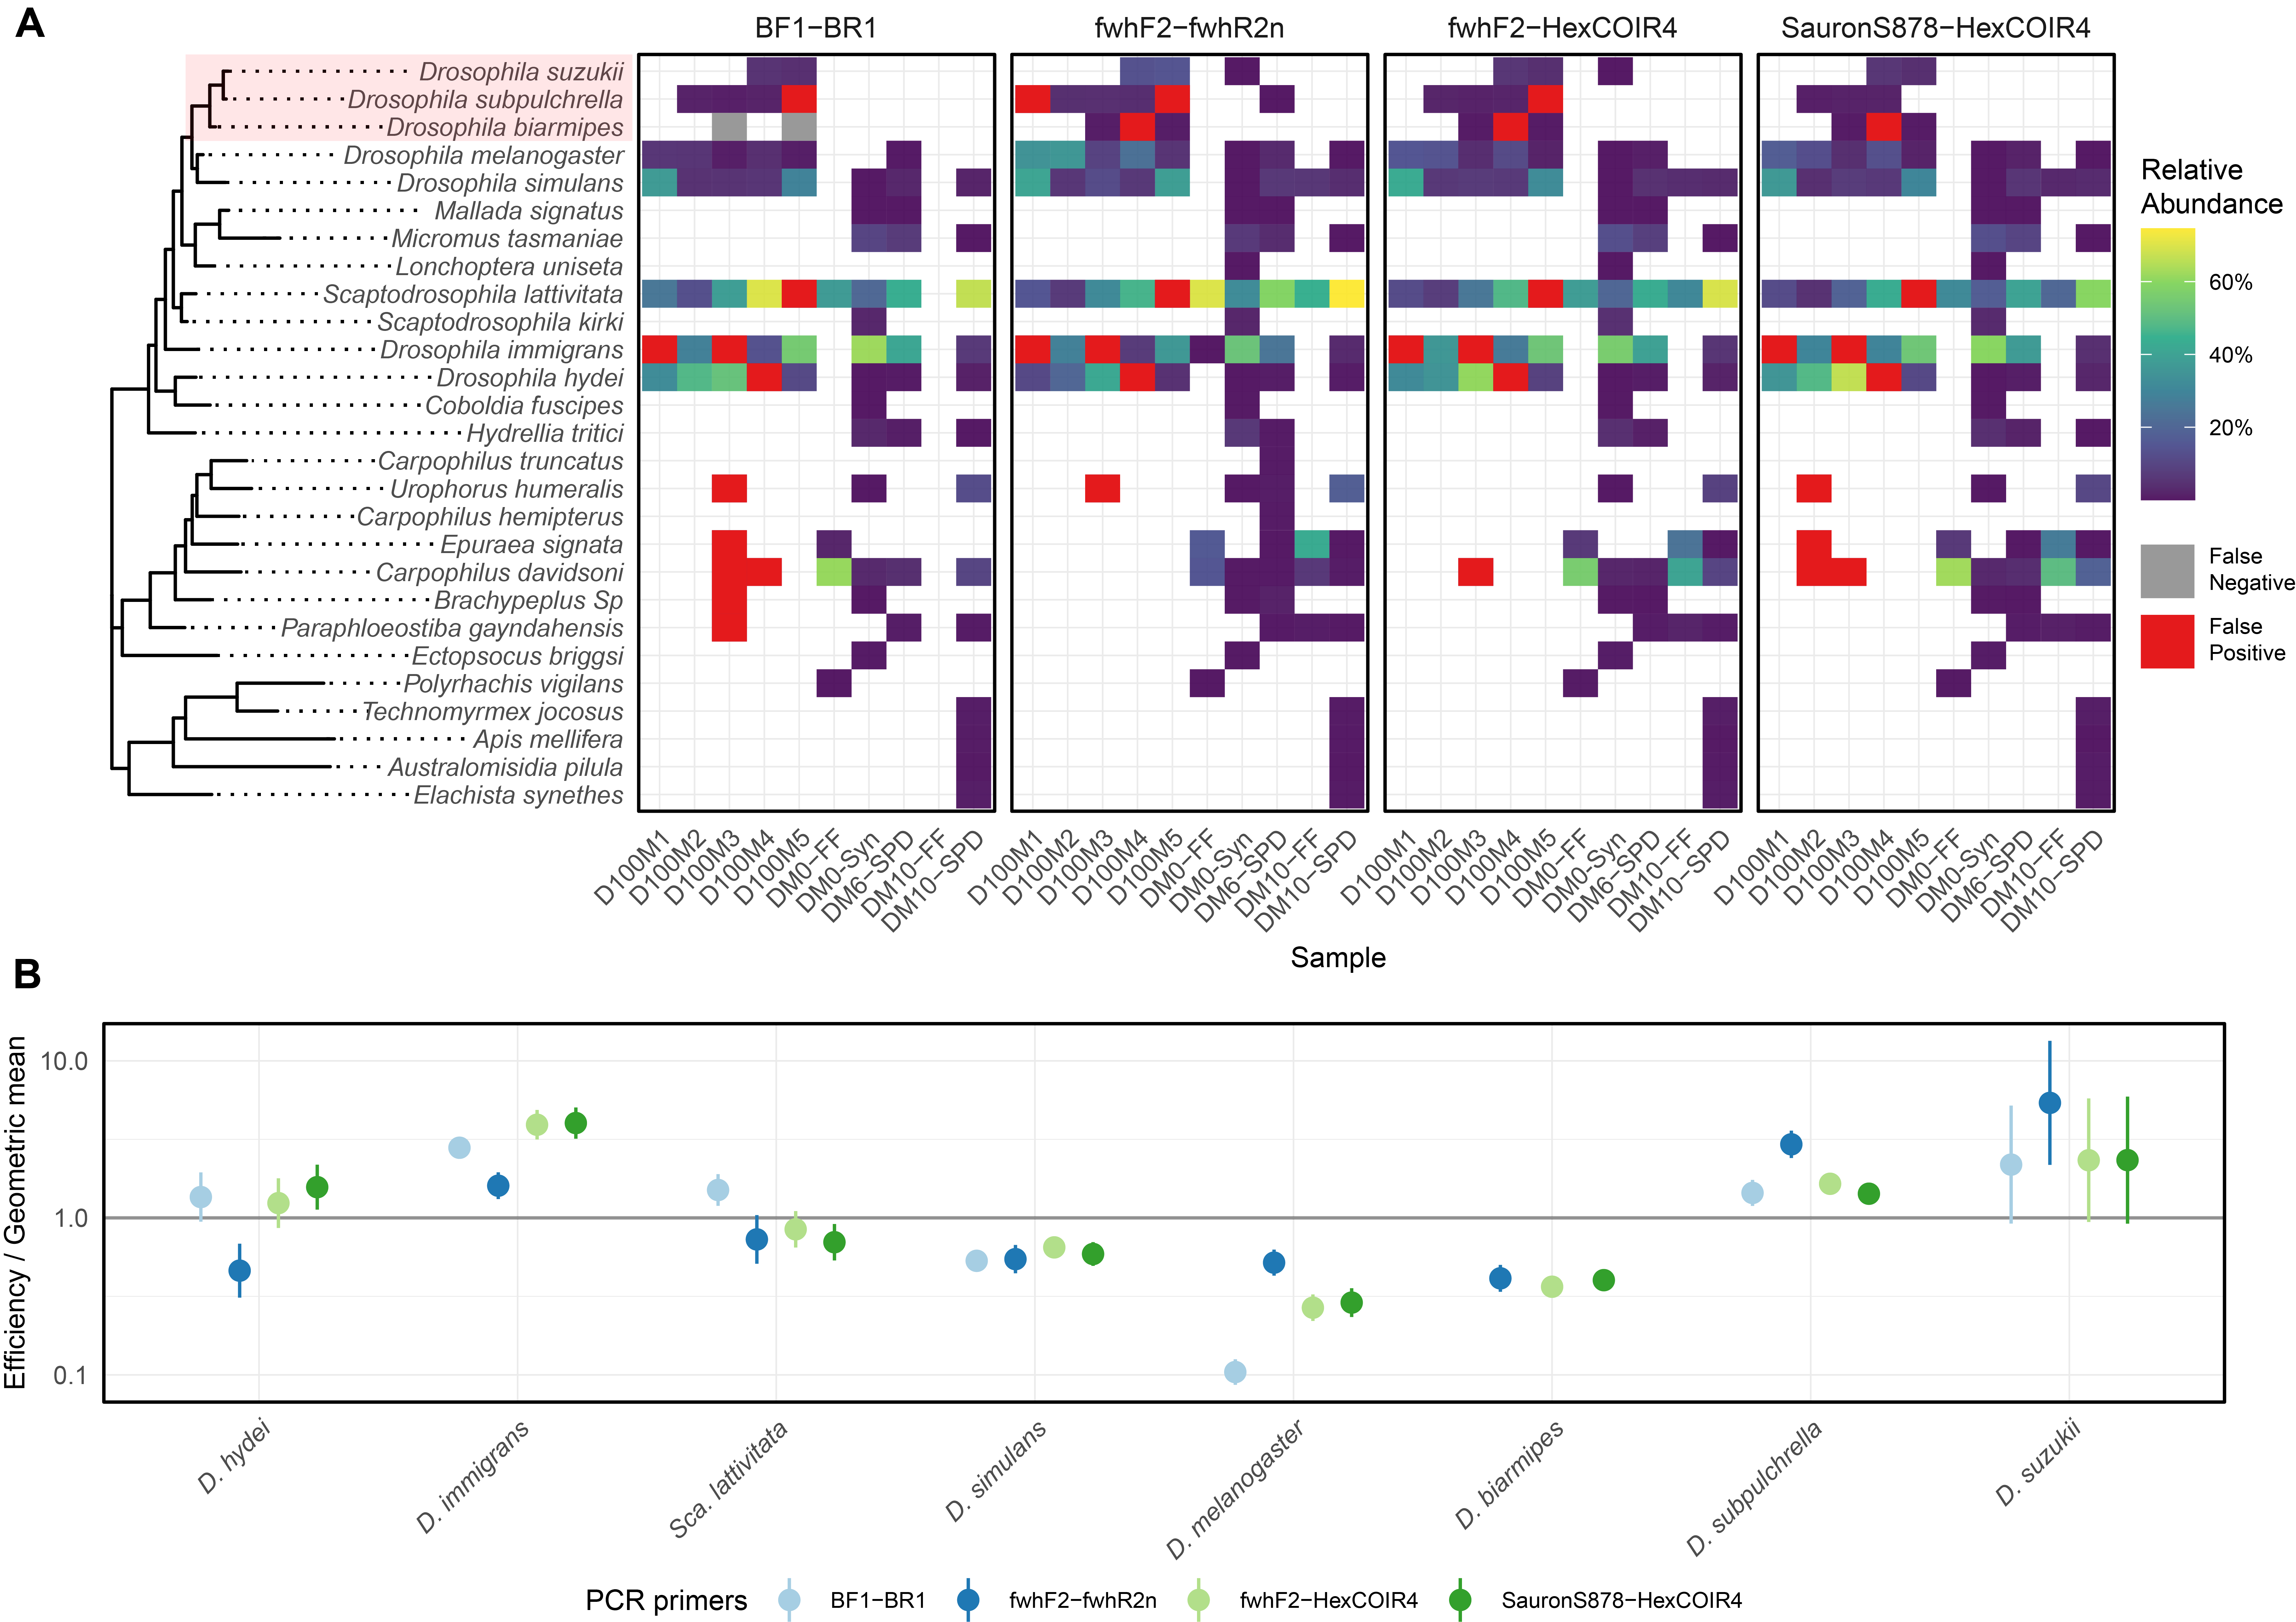 A
BF1−BR1
fwhF2−fwhR2n
fwhF2−HexCOIR4
SauronS878−HexCOIR4
Drosophila suzukii
Drosophila subpulchrella
Drosophila biarmipes
Drosophila melanogaster
Drosophila simulans
Mallada signatus
Micromus tasmaniae
Lonchoptera uniseta
Scaptodrosophila lattivitata
Scaptodrosophila kirki
Drosophila immigrans
Drosophila hydei
Coboldia fuscipes
Hydrellia tritici
Carpophilus truncatus
Urophorus humeralis
Carpophilus hemipterus
Epuraea signata
Carpophilus davidsoni
Brachypeplus Sp
Paraphloeostiba gayndahensis
Ectopsocus briggsi
Polyrhachis vigilans
Technomyrmex jocosus
Apis mellifera
Australomisidia pilula
Elachista synethes
Relative
Abundance
60%
40%
20%
False
Negative
False
Positive
D100M1
D100M2
D100M3
D100M4
D100M5
DM0−FF
DM0−Syn
DM6−SPD
DM10−FF
DM10−SPD
D100M1
D100M2
D100M3
D100M4
D100M5
DM0−FF
DM0−Syn
DM6−SPD
DM10−FF
DM10−SPD
D100M1
D100M2
D100M3
D100M4
D100M5
DM0−FF
DM0−Syn
DM6−SPD
DM10−FF
DM10−SPD
D100M1
D100M2
D100M3
D100M4
D100M5
DM0−FF
DM0−Syn
DM6−SPD
DM10−FF
DM10−SPD
Sample
B
Efficiency / Geometric mean
10.0
1.0
0.1
D. hydei
D. immigrans
Sca. lattivitata
D. simulans
D. melanogaster
D. biarmipes
D. subpulchrella
D. suzukii
PCR primers
BF1−BR1
fwhF2−fwhR2n
fwhF2−HexCOIR4
SauronS878−HexCOIR4